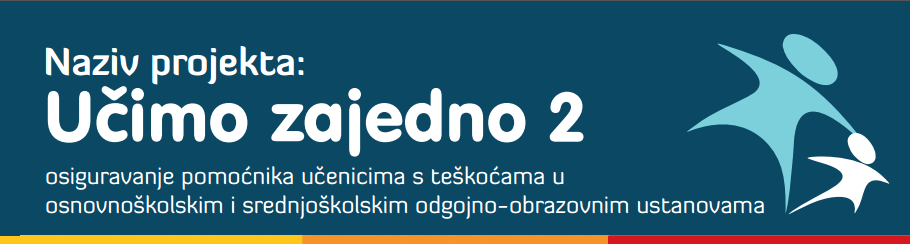 Naziv projekta:
Učimo zajedno 2
osiguravanje pomoćnika učenicima s teškoćama u
osnovnoškolskim i srednjoškolskim odgojno-obrazovnim ustanovama